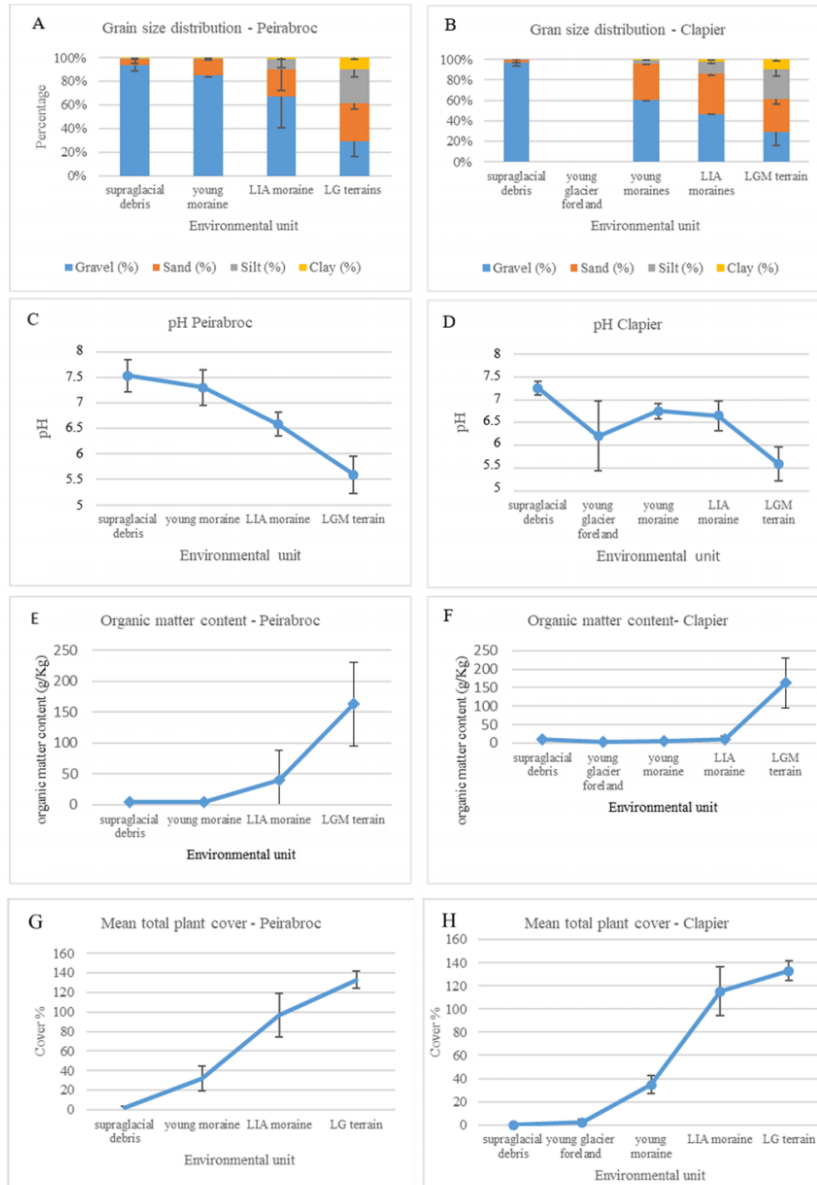 A
Grain size distribution - Peirabroc
Percentage
100%
80%
60%
40%
20%
0%
supraglacial debris
young moraine
LIA moraine
LG terrains
Environmental unit
Gravel (%)
Sand (%)
Silt (%)
Clay (%)
B
Gran size distribution - Clapier
100%
80%
60%
40%
20%
0%
supraglacial debris
young glacier foreland
young moraines
LIA moraines
LGM terrain
Environmental unit
Gravel (%)
Sand (%)
Silt (%)
Clay (%)
C
pH Peirabroc
pH
8
7.5
7
6.5
6
5.5
5
supraglacial debris
young moraine
LIA moraine
LGM terrain
Environmental unit
D
pH Clapier
pH
8
7.5
7
6.5
6
5.5
5
supraglacial debris
young glacier foreland
young moraine
LIA moraine
LGM terrain
Environmental unit
E
Organic matter content - Peirabroc
organic matter content (g/Kg)
250
200
150
100
50
0
supraglacial debris
young moraine
LIA moraine
LGM terrain
Environmental unit
F
Organic matter content- Clapier
organic matter content (g/Kg)
250
200
150
100
50
0
supraglacial debris
young glacier foreland
young moraine
LIA moraine
LGM terrain
Environmental unit
G
Mean total plant cover - Peirabroc
Cover %
160
140
120
100
80
60
40
20
0
supraglacial debris
young moraine
LIA moraine
LG terrain
Environmental unit
H
Mean total plant cover - Clapier
Cover %
160
140
120
100
80
60
40
20
0
supraglacial debris
young glacier foreland
young moraine
LIA moraine
LG terrain
Environmental unit